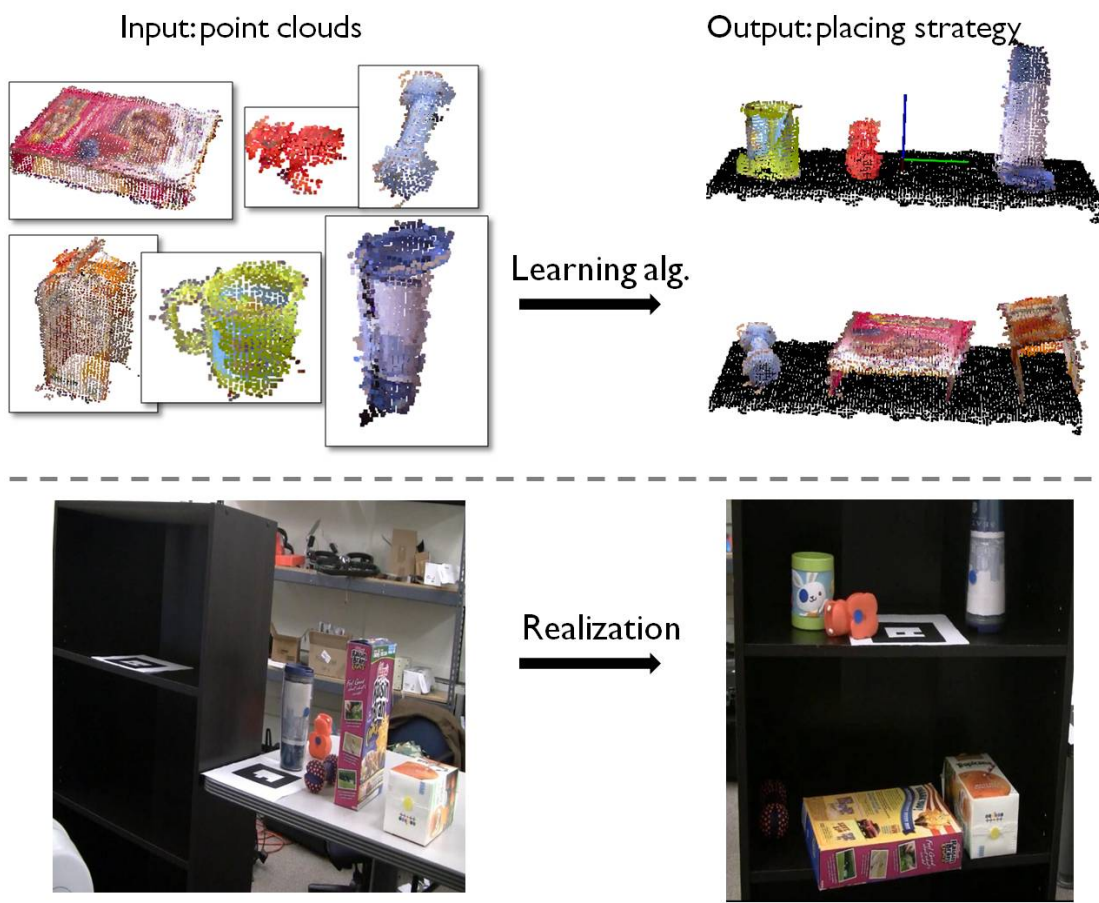 Input: point clouds
Output: placing strategy
Learning alg.
Realization